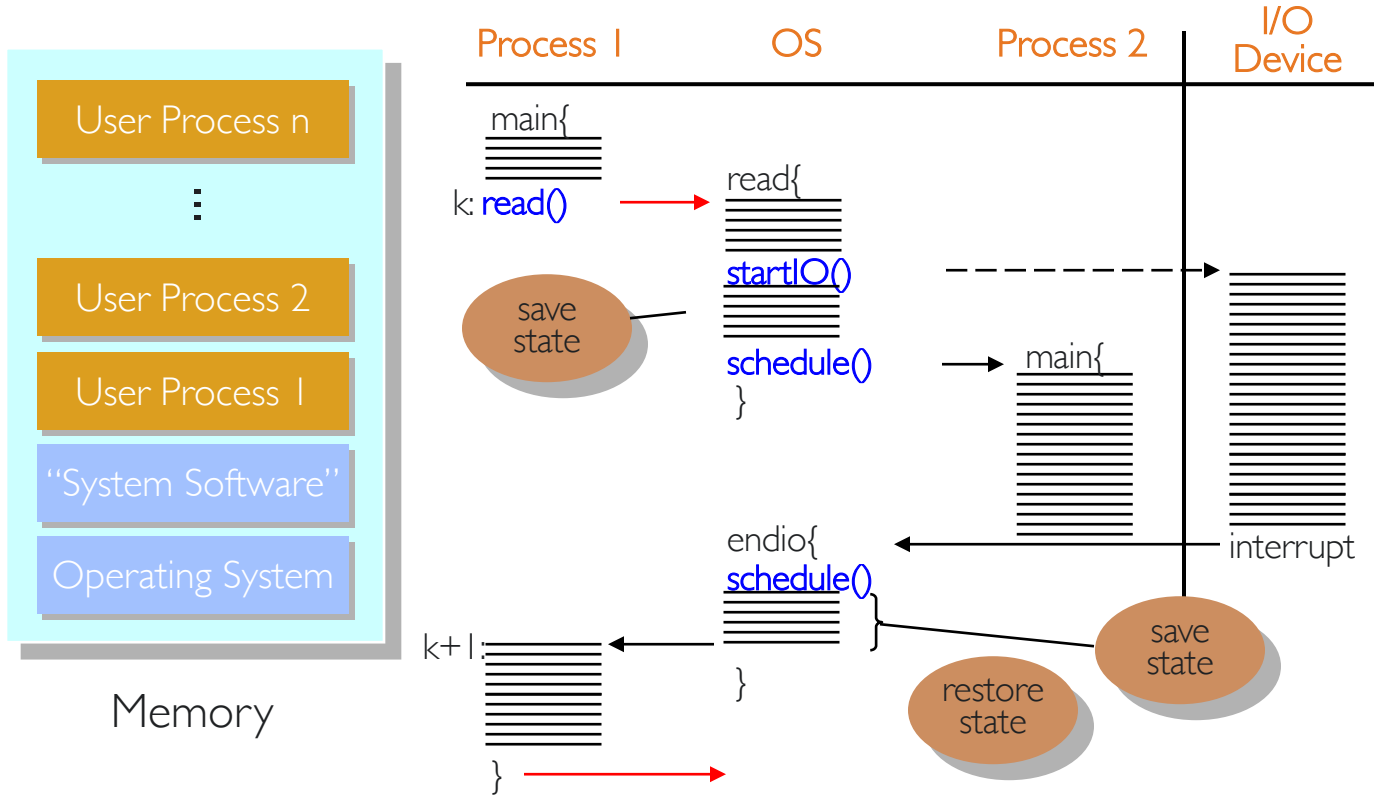 User Process n
⋮
User Process 2
User Process 1
“System Software”
Operating System
Memory
Process 1
OS
Process 2
I/O
Device
main{
k: read()
read{
startIO()
save
state
schedule()
}
main{
endio{
schedule()
interrupt
k+1:
}
save
state
restore
state
}